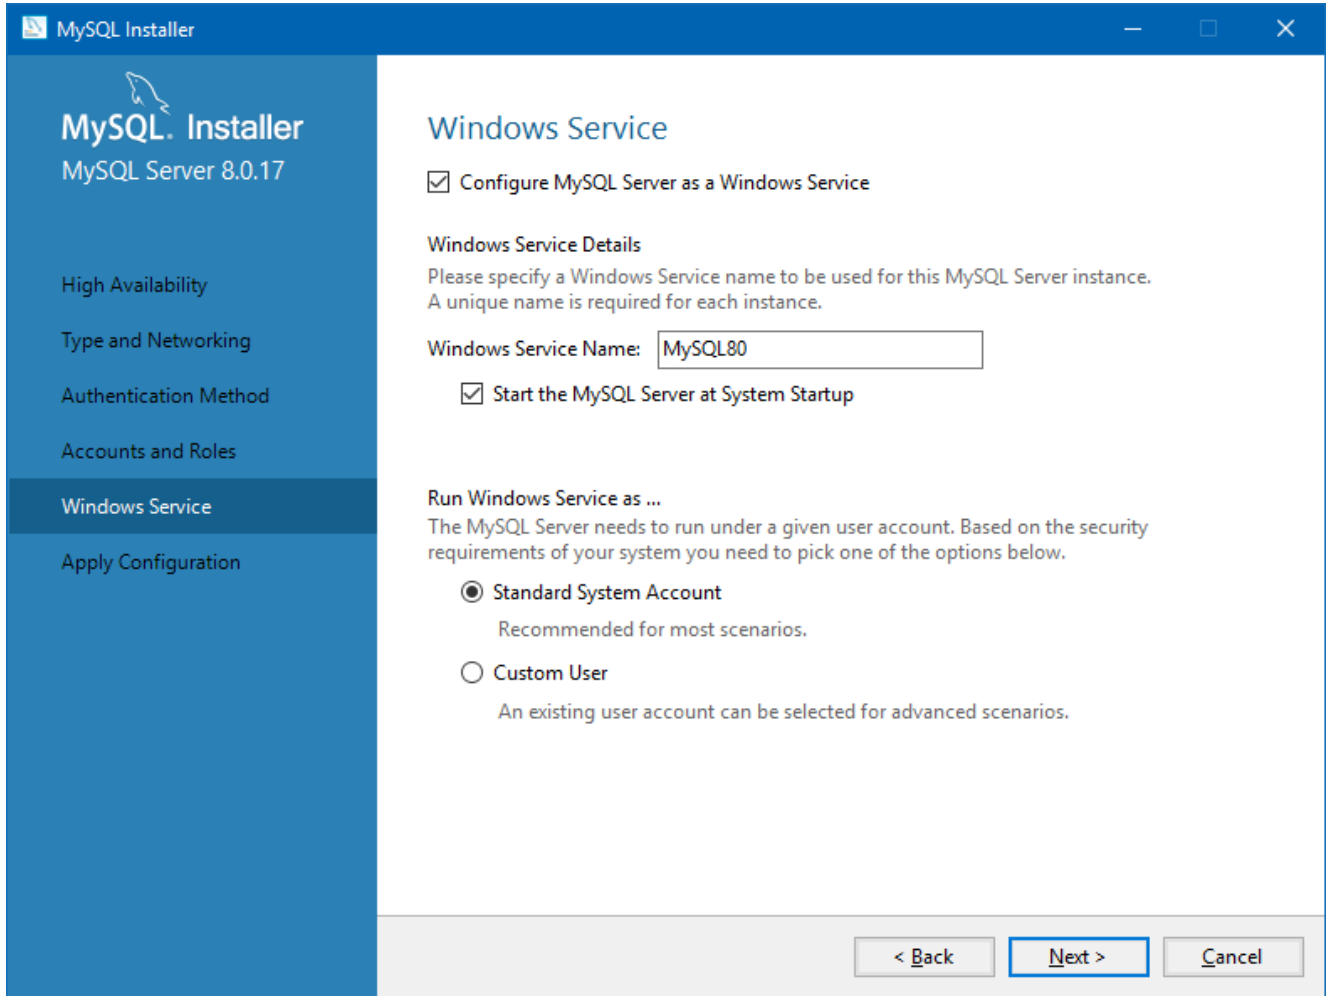 MySQL Installer
MySQL. Installer
MySQL Server 8.0.17
High Availability
Type and Networking
Authentication Method
Accounts and Roles
Windows Service
Apply Configuration
Windows Service
Configure MySQL Server as a Windows Service
Windows Service Details
Please specify a Windows Service name to be used for this MySQL Server instance.
A unique name is required for each instance.
Windows Service Name: MySQL80
Start the MySQL Server at System Startup
Run Windows Service as ...
The MySQL Server needs to run under a given user account. Based on the security
requirements of your system you need to pick one of the options below.
Standard System Account
Recommended for most scenarios.
Custom User
An existing user account can be selected for advanced scenarios.
< Back Next > Cancel